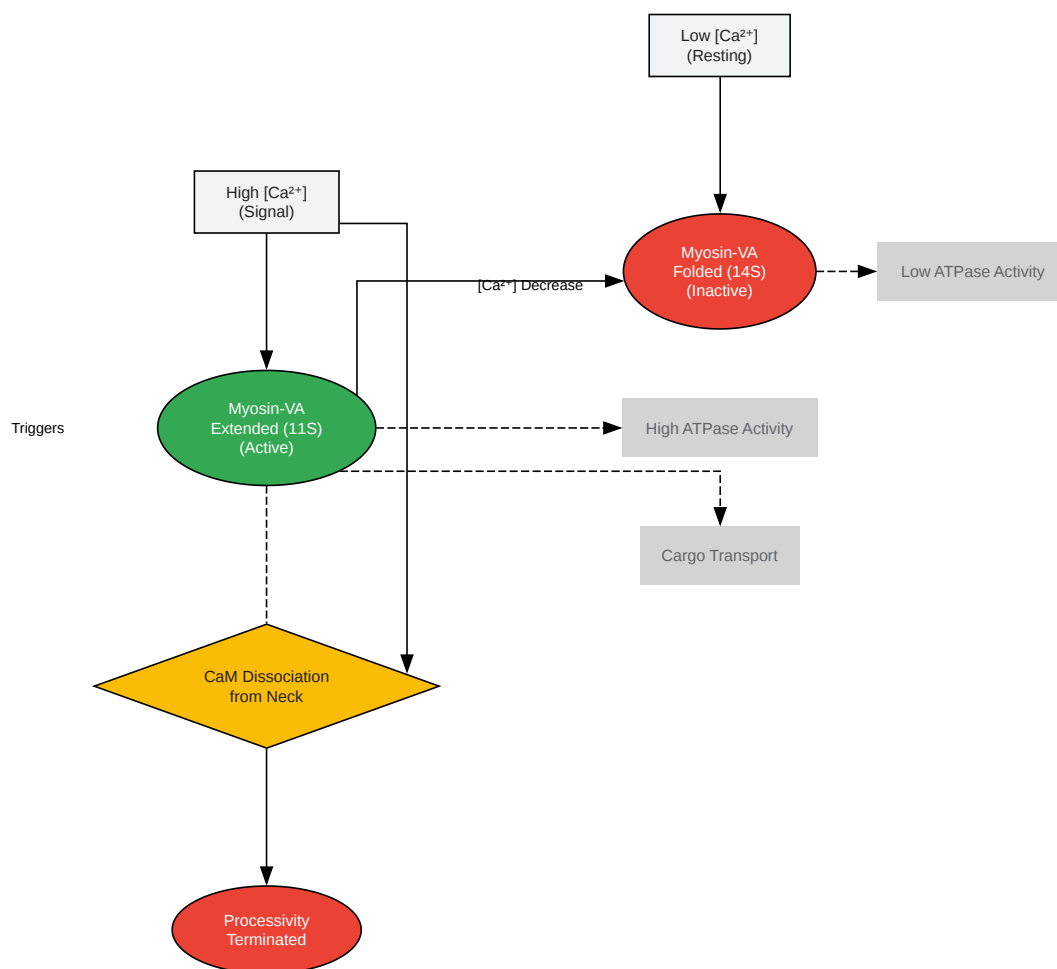 Low [Ca²⁺]
(Resting)
High [Ca²⁺]
(Signal)
Myosin-VA
Folded (14S)
(Inactive)
Low ATPase Activity
[Ca²⁺] Decrease
Triggers
Myosin-VA
Extended (11S)
(Active)
High ATPase Activity
Cargo Transport
CaM Dissociation
from Neck
Processivity
Terminated